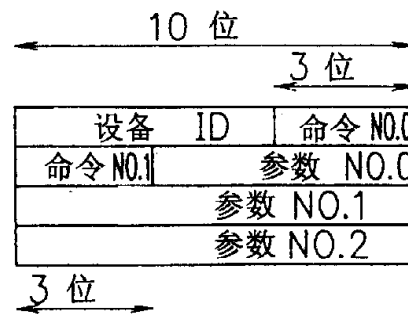 10 位
3 位
设备 ID 命令 NO.0
命令 NO.1 参数 NO.0
参数 NO.1
参数 NO.2
3 位